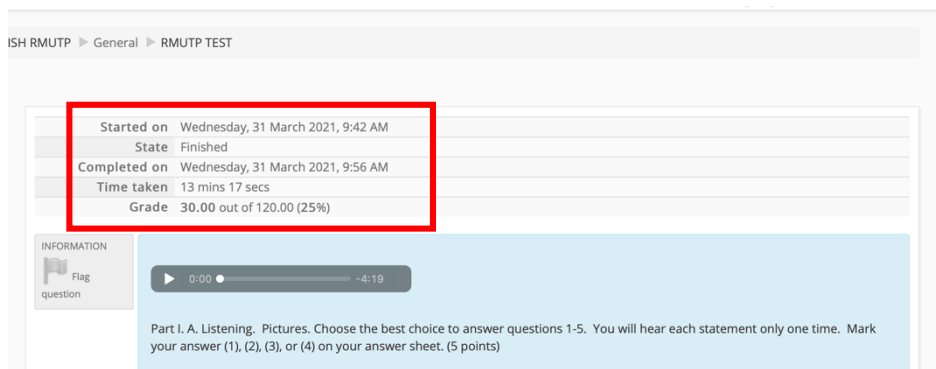 ISH RMUTP ▶ General ▶ RMUTP TEST
Started on Wednesday, 31 March 2021, 9:42 AM
State Finished
Completed on Wednesday, 31 March 2021, 9:56 AM
Time taken 13 mins 17 secs
Grade 30.00 out of 120.00 (25%)
INFORMATION
Flag
question
0:00 -4:19
Part I. A. Listening. Pictures. Choose the best choice to answer questions 1-5. You will hear each statement only one time. Mark
your answer (1), (2), (3), or (4) on your answer sheet. (5 points)